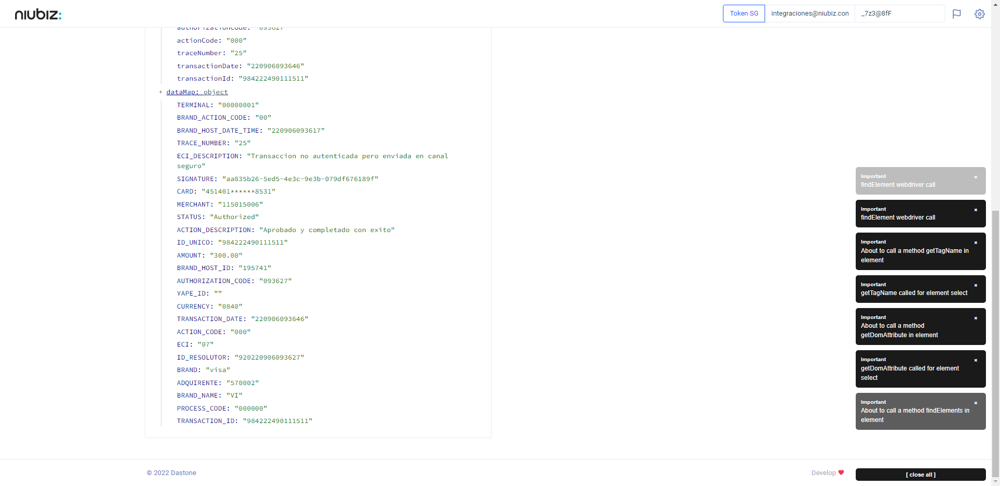 niubiz:
Token SG
integraciones@niubiz.con
_7z3@8fF
authorizationCode: "093627"
actionCode: "000"
traceNumber: "25"
transactionDate: "220906093646"
transactionId: "984222490111511"
+ dataMap: object
TERMINAL: "00000001"
BRAND_ACTION_CODE: "00"
BRAND_HOST_DATE_TIME: "220906093617"
TRACE_NUMBER: "25"
ECI_DESCRIPTION: "Transaccion no autenticada pero enviada en canal
seguro"
SIGNATURE: "aa835b26-5ed5-4e3c-9e3b-079df676189f"
CARD: "451401******8531"
MERCHANT: "115015006"
STATUS: "Authorized"
ACTION_DESCRIPTION: "Aprobado y completado con exito"
ID_UNICO: "984222490111511"
AMOUNT: "300.00"
BRAND_HOST_ID: "195741"
AUTHORIZATION_CODE: "093627"
YAPE_ID: ""
CURRENCY: "0840"
TRANSACTION_DATE: "220906093646"
ACTION_CODE: "000"
ECI: "07"
ID_RESOLUTOR: "920220906093627"
BRAND: "visa"
ADQUIRENTE: "570002"
BRAND_NAME: "VI"
PROCESS_CODE: "000000"
TRANSACTION_ID: "984222490111511"
Important
findElement webdriver call
Important
findElement webdriver call
Important
About to call a method getTagName in
element
Important
getTagName called for element select
Important
About to call a method
getDomAttribute in element
Important
getDomAttribute called for element
select
Important
About to call a method findElements in
element
© 2022 Dastone
Develop
[ close all ]